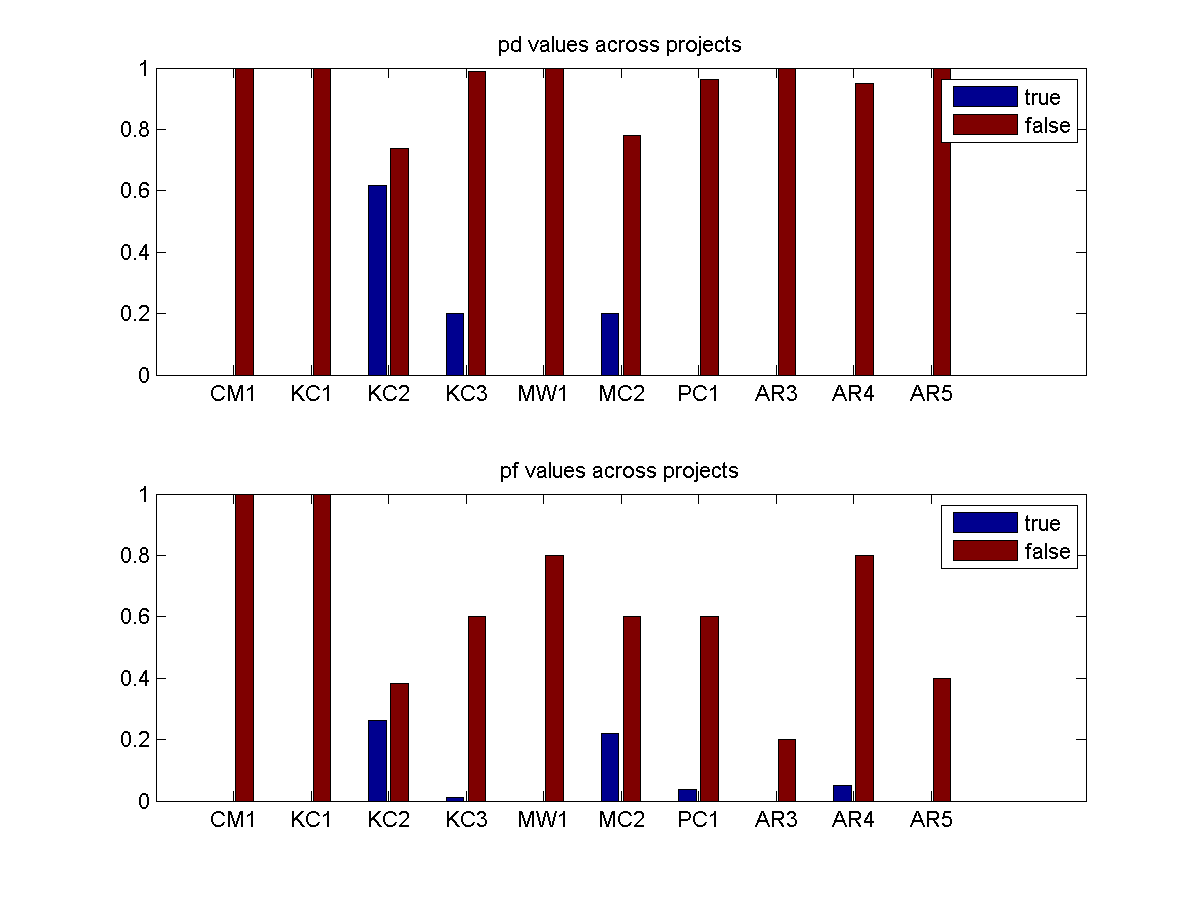 pd values across projects
1
0.8
0.6
0.4
0.2
0
true
false
CM1 KC1 KC2 KC3 MW1 MC2 PC1 AR3 AR4 AR5
pf values across projects
1
0.8
0.6
0.4
0.2
0
true
false
CM1 KC1 KC2 KC3 MW1 MC2 PC1 AR3 AR4 AR5